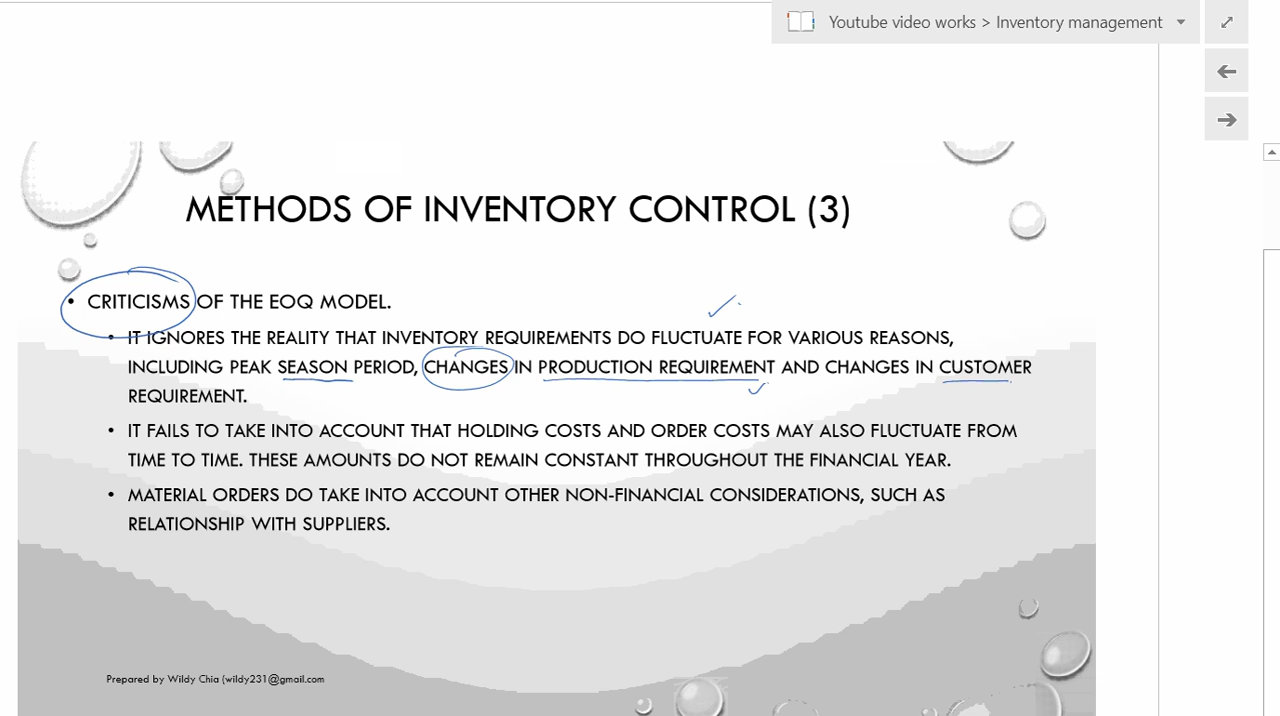 Youtube video works > Inventory management
METHODS OF INVENTORY CONTROL (3)
• CRITICISMS OF THE EOQ MODEL.
• IT IGNORES THE REALITY THAT INVENTORY REQUIREMENTS DO FLUCTUATE FOR VARIOUS REASONS,
INCLUDING PEAK SEASON PERIOD, CHANGES IN PRODUCTION REQUIREMENT AND CHANGES IN CUSTOMER
REQUIREMENT.
• IT FAILS TO TAKE INTO ACCOUNT THAT HOLDING COSTS AND ORDER COSTS MAY ALSO FLUCTUATE FROM
TIME TO TIME. THESE AMOUNTS DO NOT REMAIN CONSTANT THROUGHOUT THE FINANCIAL YEAR.
• MATERIAL ORDERS DO TAKE INTO ACCOUNT OTHER NON-FINANCIAL CONSIDERATIONS, SUCH AS
RELATIONSHIP WITH SUPPLIERS.
Prepared by Wildy Chia (wildy231@gmail.com